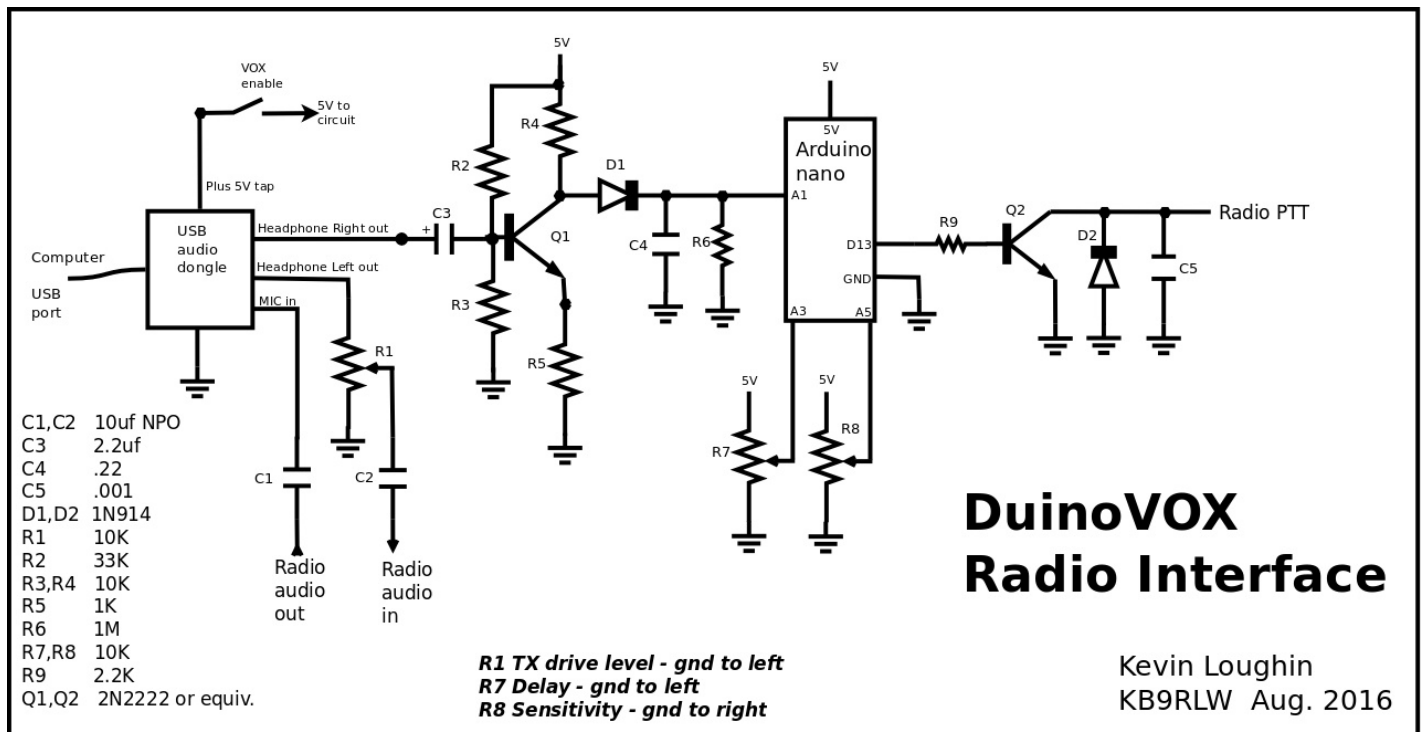 5V
VOX
enable
5V to
circuit
Plus 5V tap
R4
R2
D1
5V
5V
Arduino
nano
A1
USB
audio
dongle
Headphone Right out
+
C3
Q1
C4
R6
D13
R9
Q2
Radio PTT
D2
C5
Computer
USB
port
Headphone Left out
MIC in
GND
A3
A5
R3
R1
R5
5V
5V
R7
R8
C1
C2
Radio
audio
out
Radio
audio
in
C1,C2 10uf NPO
C3 2.2uf
C4 .22
C5 .001
D1,D2 1N914
R1 10K
R2 33K
R3,R4 10K
R5 1K
R6 1M
R7,R8 10K
R9 2.2K
Q1,Q2 2N2222 or equiv.
DuinoVOX
Radio Interface
R1 TX drive level - gnd to left
R7 Delay - gnd to left
R8 Sensitivity - gnd to right
Kevin Loughin
KB9RLW Aug. 2016